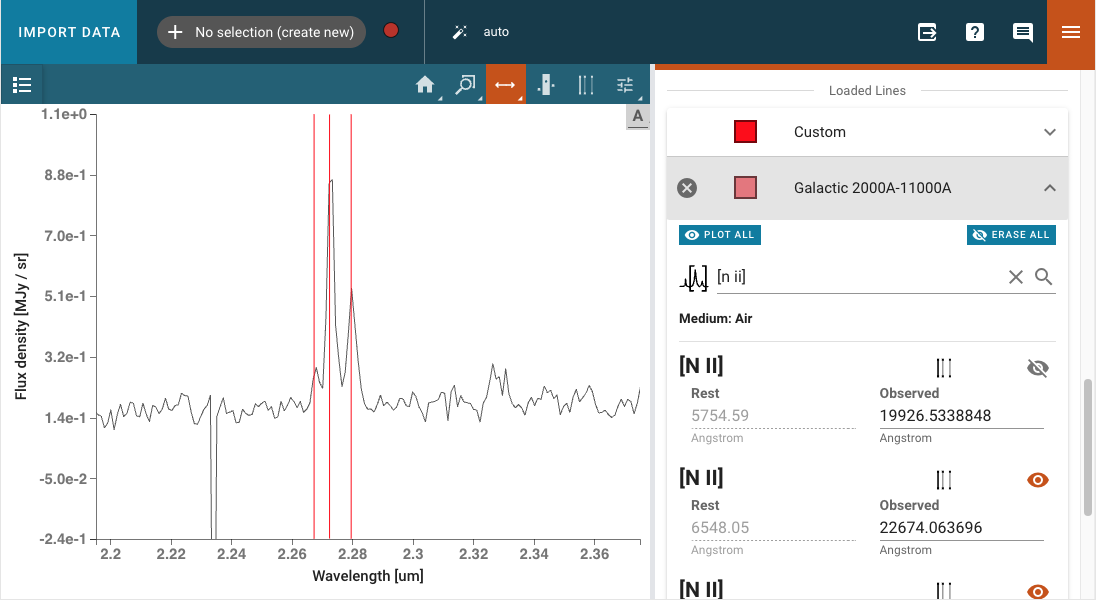 IMPORT DATA
No selection (create new)
auto
A
1.1e+0
8.8e-1
7.0e-1
5.1e-1
3.2e-1
1.4e-1
-5.0e-2
-2.4e-1
2.2 2.22 2.24 2.26 2.28 2.3 2.32 2.34 2.36
Wavelength [um]
Flux density [MJy / sr]
Loaded Lines
Custom
Galactic 2000A-11000A
PLOT ALL ERASE ALL
[n ii]
Medium: Air
[N II]
Rest Observed
5754.59 19926.5338848
Angstrom Angstrom
[N II]
Rest Observed
6548.05 22674.063696
Angstrom Angstrom
[N II]